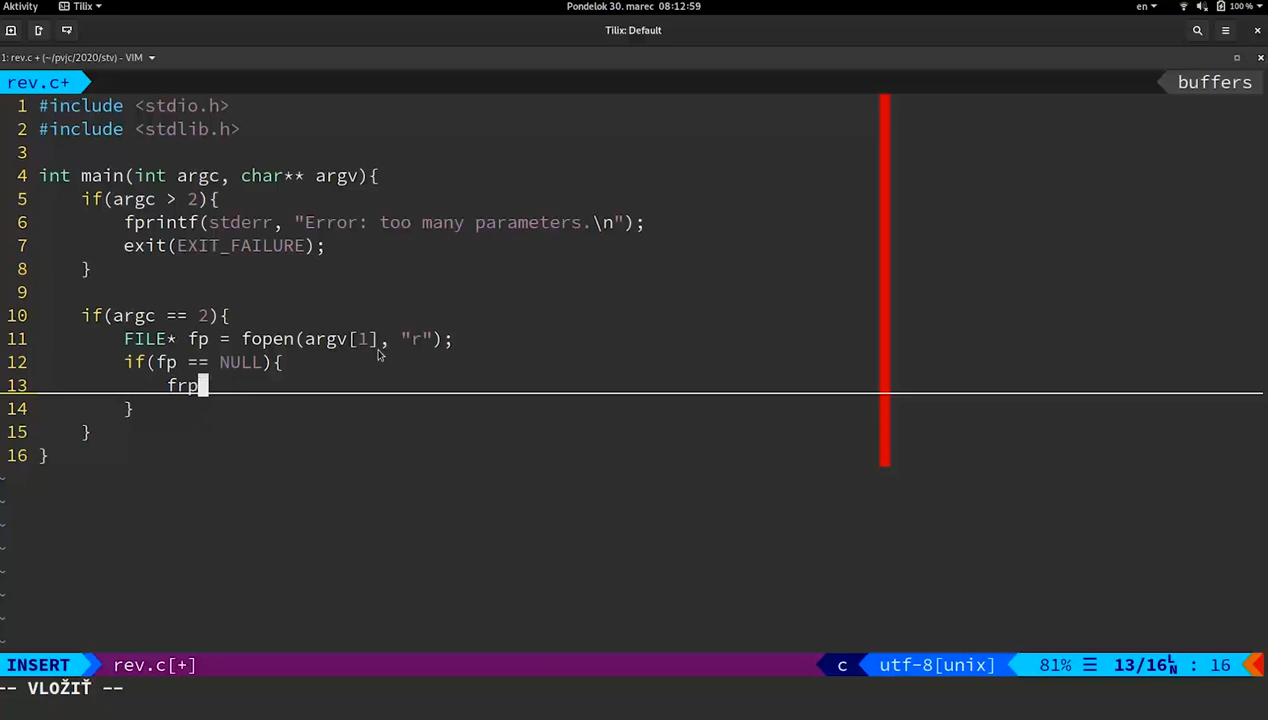 Aktivity Tilix Pondelok 30. marec 08:12:59 en 100 %
Tilix: Default
1: rev.c + (~/pvjc/2020/stv) - VIM
rev.c+ buffers
1 #include <stdio.h>
2 #include <stdlib.h>
3
4 int main(int argc, char** argv){
5 if(argc > 2){
6 fprintf(stderr, "Error: too many parameters.\n");
7 exit(EXIT_FAILURE);
8 }
9
10 if(argc == 2){
11 FILE* fp = fopen(argv[1], "r");
12 if(fp == NULL){
13 frp
14 }
15 }
16 }
~
~
~
~
~
~
~
~
INSERT rev.c[+] c utf-8[unix] 81% ☰ 13/16 LN : 16
-- VLOŽIŤ --